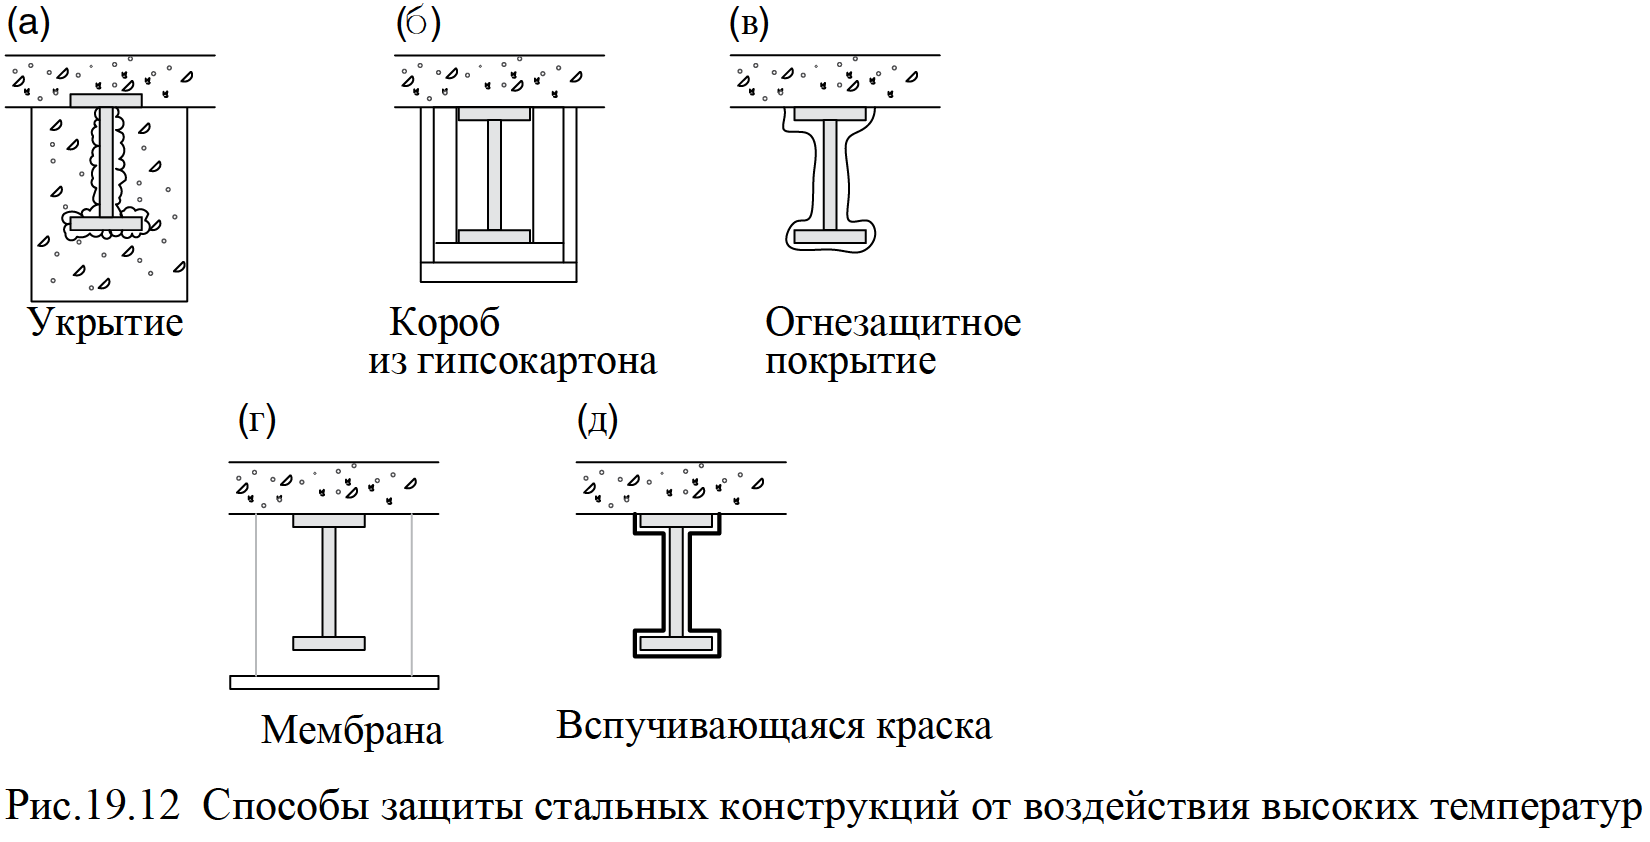 (а)
(б)
(в)
Укрытие
Короб
из гипсокартона
Огнезащитное
покрытие
(г)
(д)
Мембрана
Вспучивающаяся краска
Рис.19.12 Способы защиты стальных конструкций от воздействия высоких температур